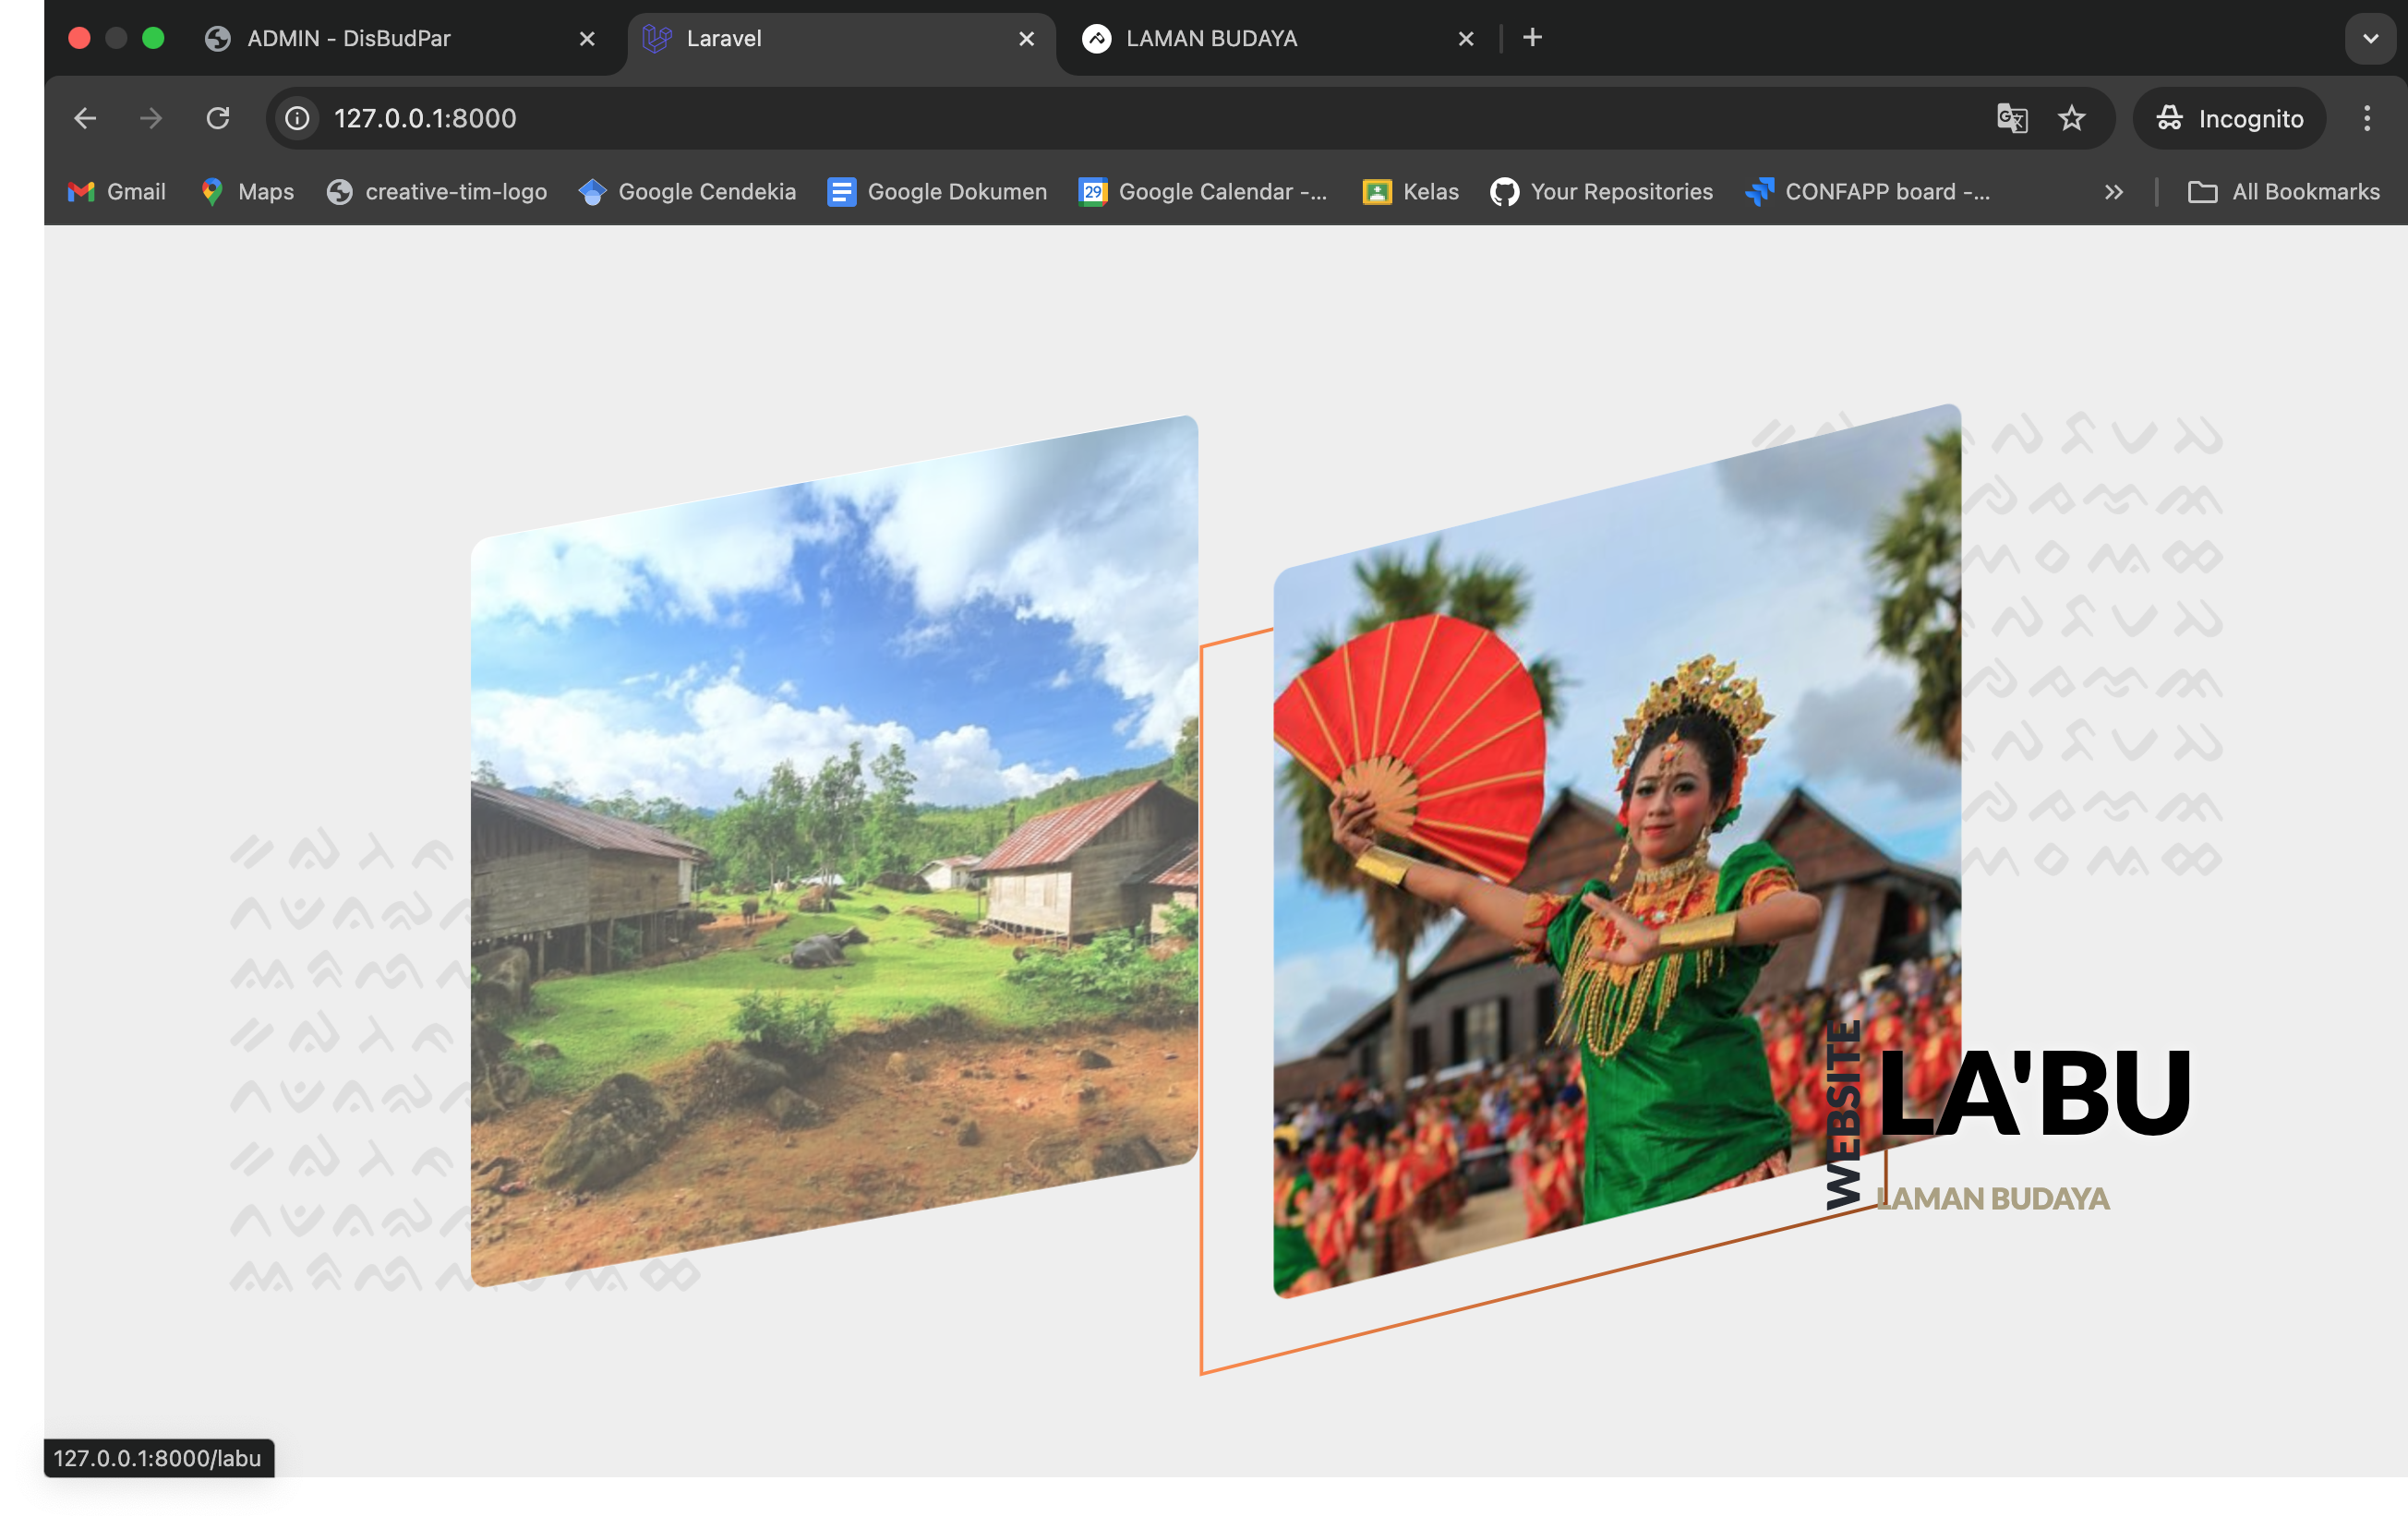 ADMIN - DisBudPar
Laravel
LAMAN BUDAYA
127.0.0.1:8000
Incognito
Gmail
Maps
creative-tim-logo
Google Cendekia
Google Dokumen
29
Google Calendar -...
Kelas
Your Repositories
CONFAPP board -...
All Bookmarks
WEBSITE
LA'BU
LAMAN BUDAYA
127.0.0.1:8000/labu